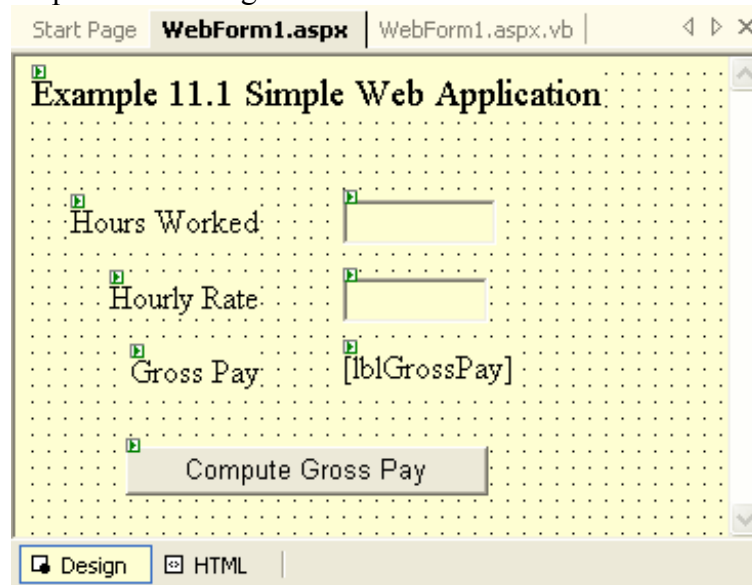 Start Page WebForm1.aspx WebForm1.aspx.vb
Example 11.1 Simple Web Application
Hours Worked
Hourly Rate
Gross Pay [lblGrossPay]
Compute Gross Pay
Design HTML